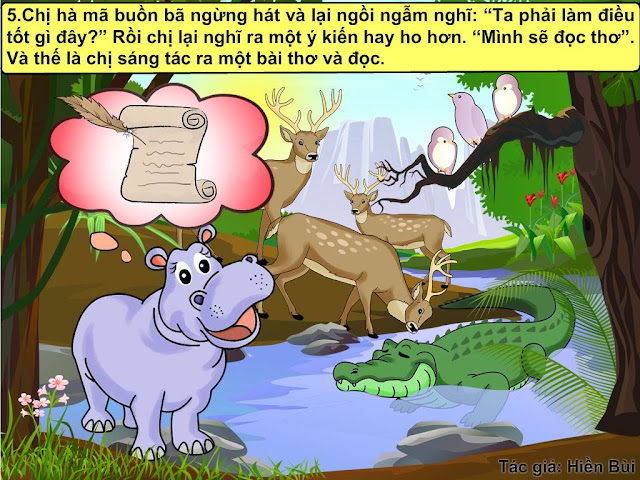 5.Chị hà mã buồn bã ngừng hát và lại ngồi ngẫm nghĩ: “Ta phải làm điều
tốt gì đây?” Rồi chị lại nghĩ ra một ý kiến hay ho hơn. “Mình sẽ đọc thơ”.
Và thế là chị sáng tác ra một bài thơ và đọc.
Tác giả: Hiền Bùi